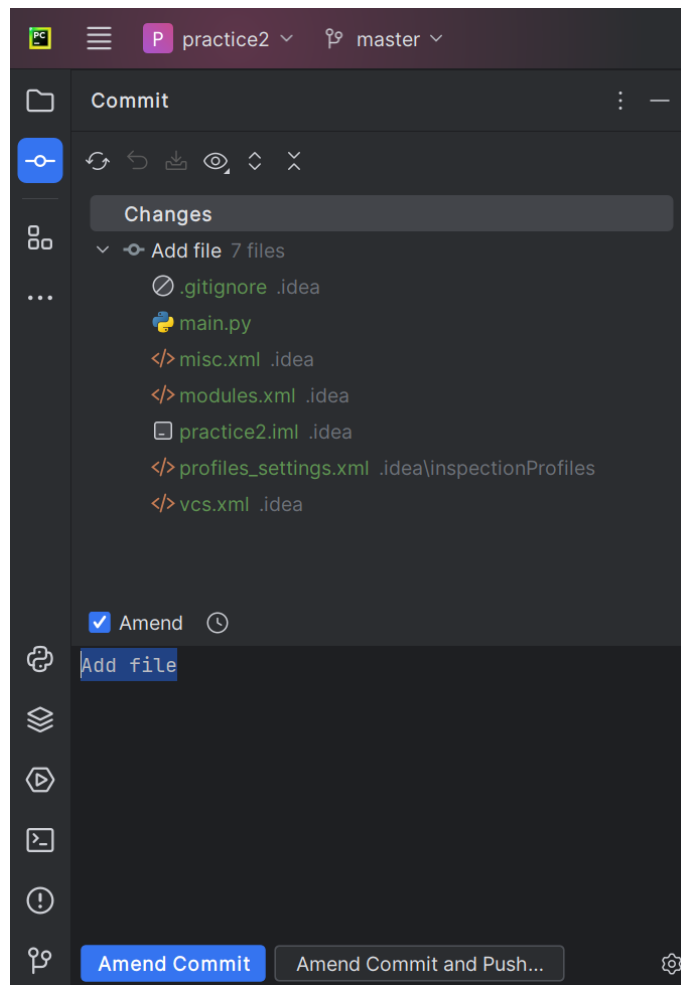 PC
P practice2 master
Commit
Changes
Add file 7 files
.gitignore .idea
main.py
misc.xml .idea
modules.xml .idea
practice2.iml .idea
profiles_settings.xml .idea\inspectionProfiles
vcs.xml .idea
Amend
Add file
Amend Commit Amend Commit and Push...